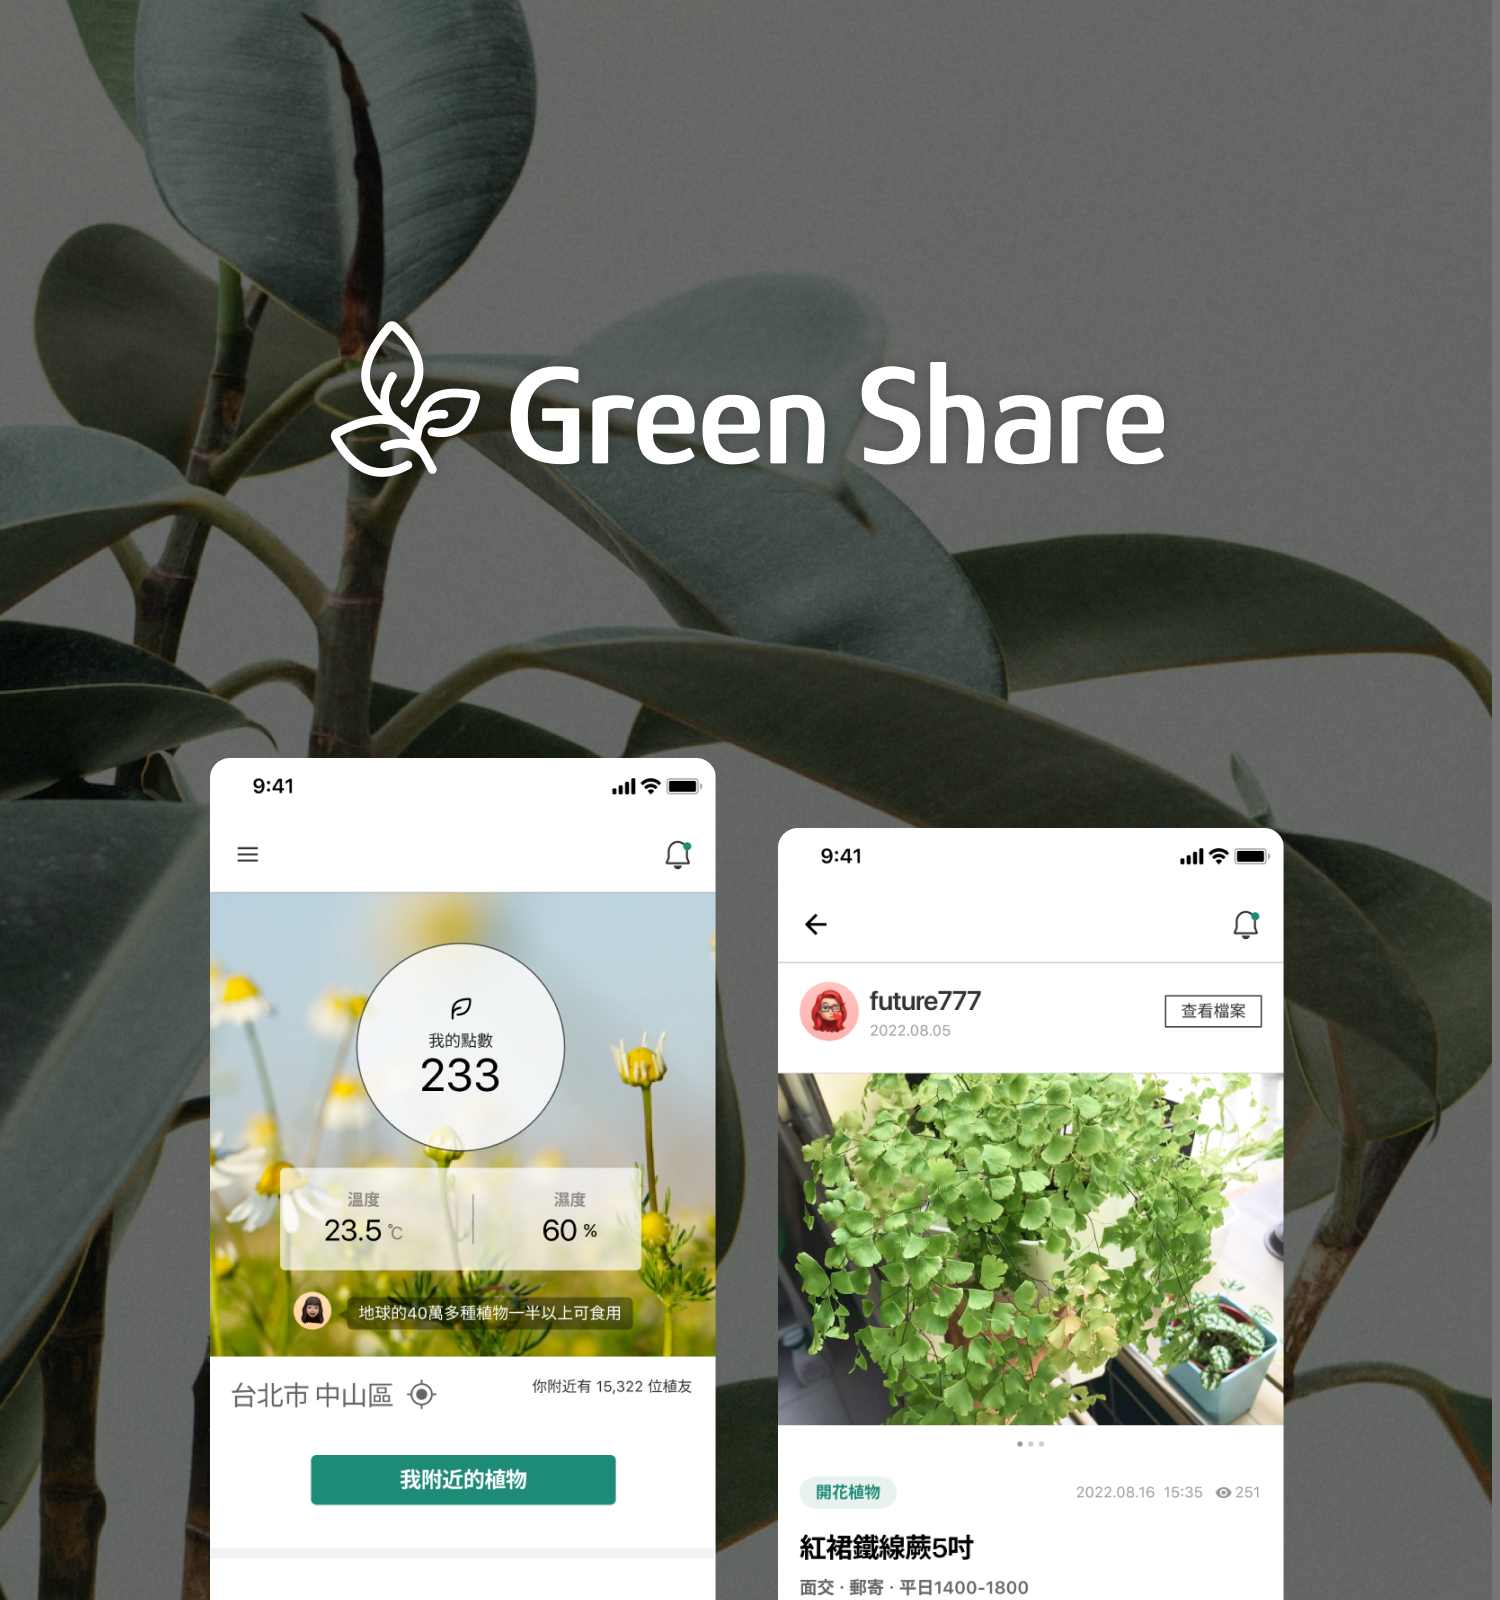 Green Share
9:41
我的點數
233
溫度
濕度
23.5 °C
60 %
地球的40萬多種植物一半以上可食用
台北市 中山區
你附近有 15,322 位植友
我附近的植物
9:41
future777
2022.08.05
查看檔案
開花植物
2022.08.16 15:35 251
紅裙鐵線蕨5吋
面交 · 郵寄 · 平日1400-1800